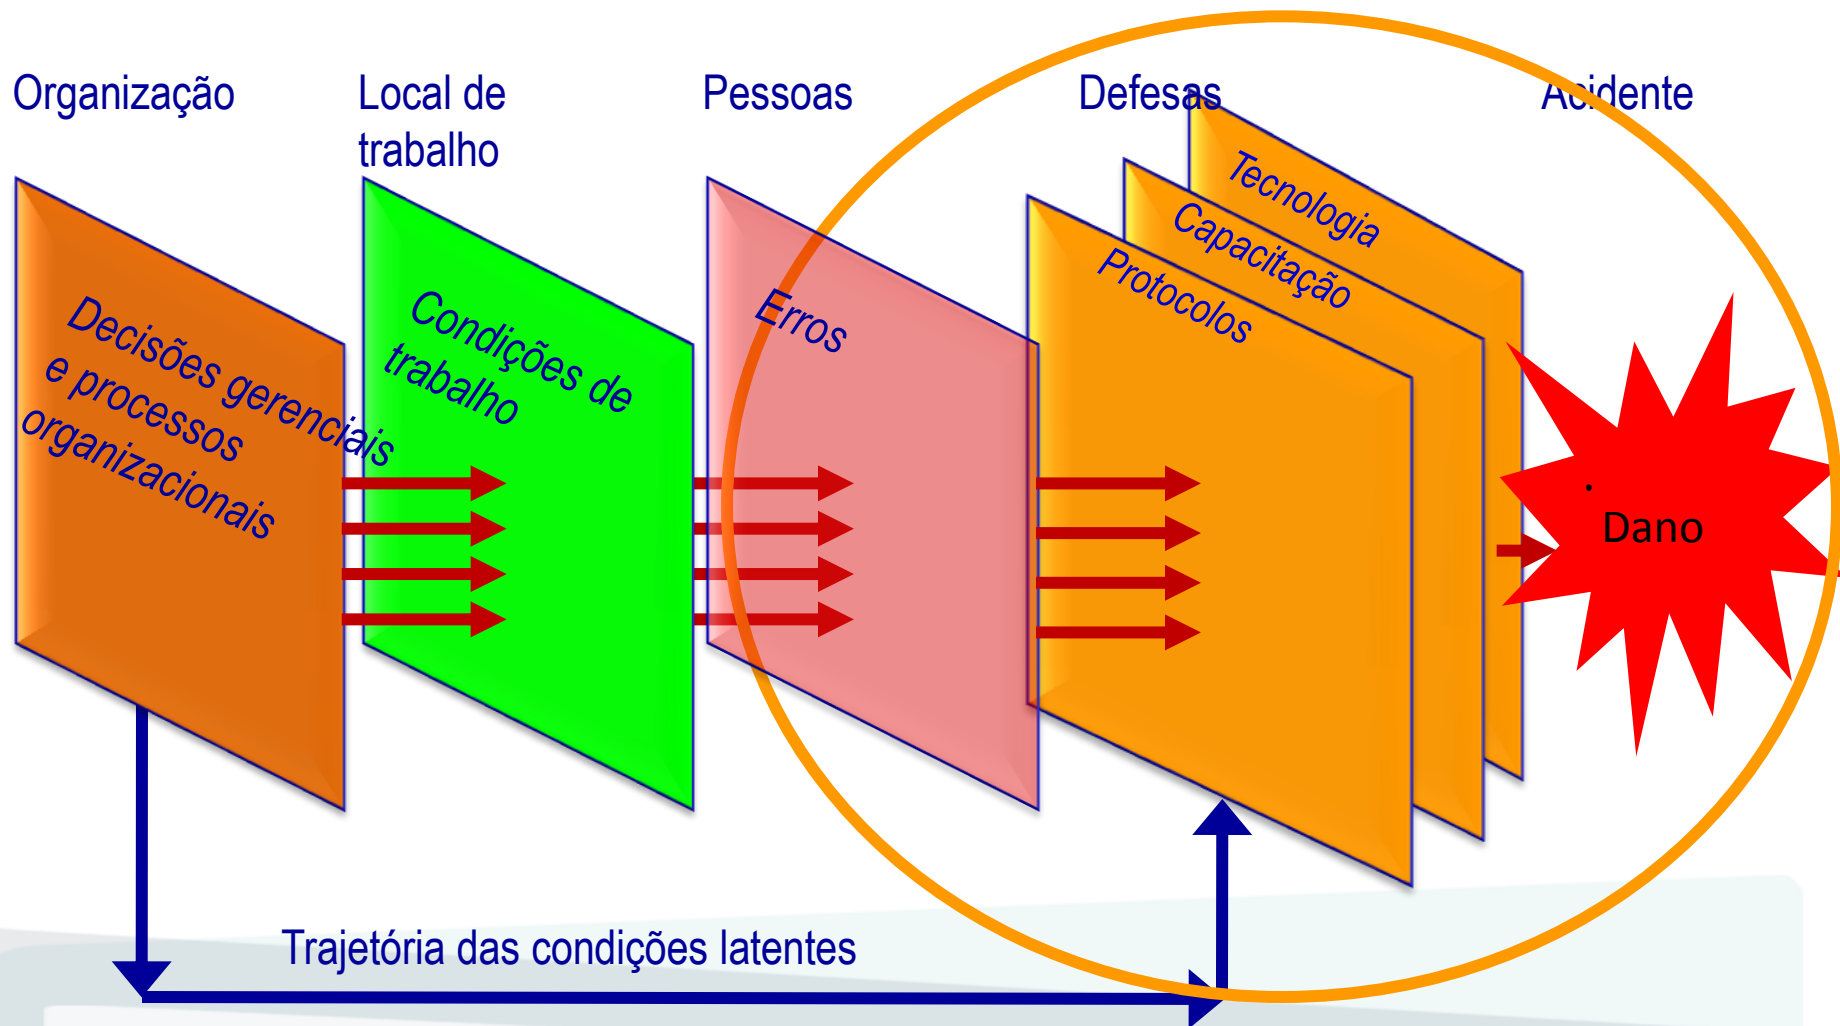 Organização
Local de
trabalho
Pessoas
Defesas
Acidente
Decisões gerenciais
e processos
organizacionais
Condições de
trabalho
Erros
Protocolos
Capacitação
Tecnologia
.
Dano
Trajetória das condições latentes